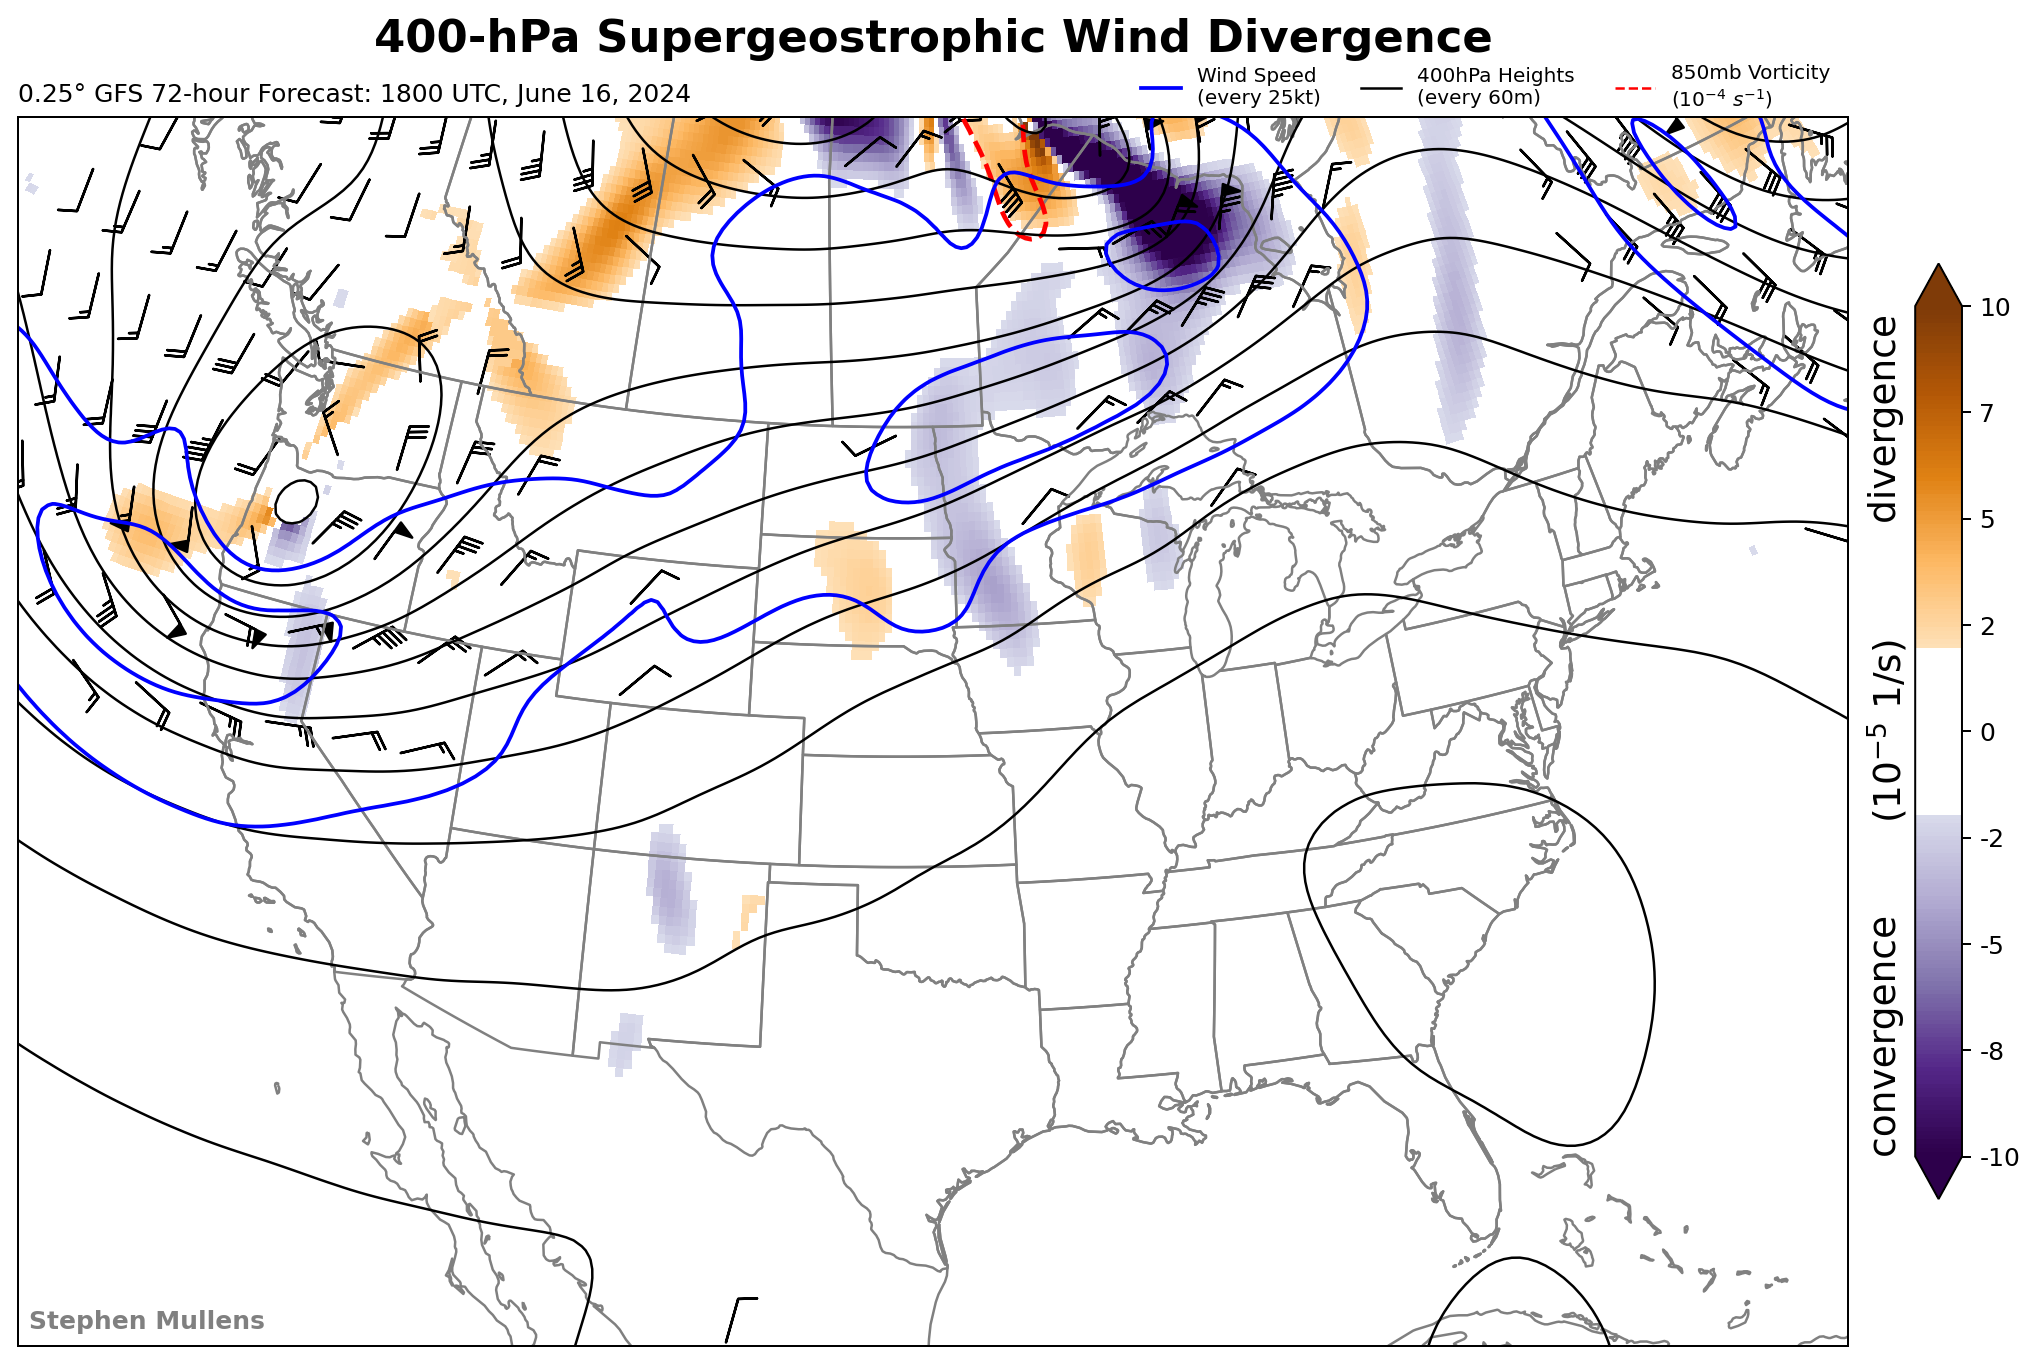 400-hPa Supergeostrophic Wind Divergence
0.25° GFS 72-hour Forecast: 1800 UTC, June 16, 2024
Wind Speed
(every 25kt)
400hPa Heights
(every 60m)
850mb Vorticity
(10⁻⁴ s⁻¹)
10
7
5
2
0
-2
-5
-8
-10
convergence (10⁻⁵ 1/s) divergence
Stephen Mullens